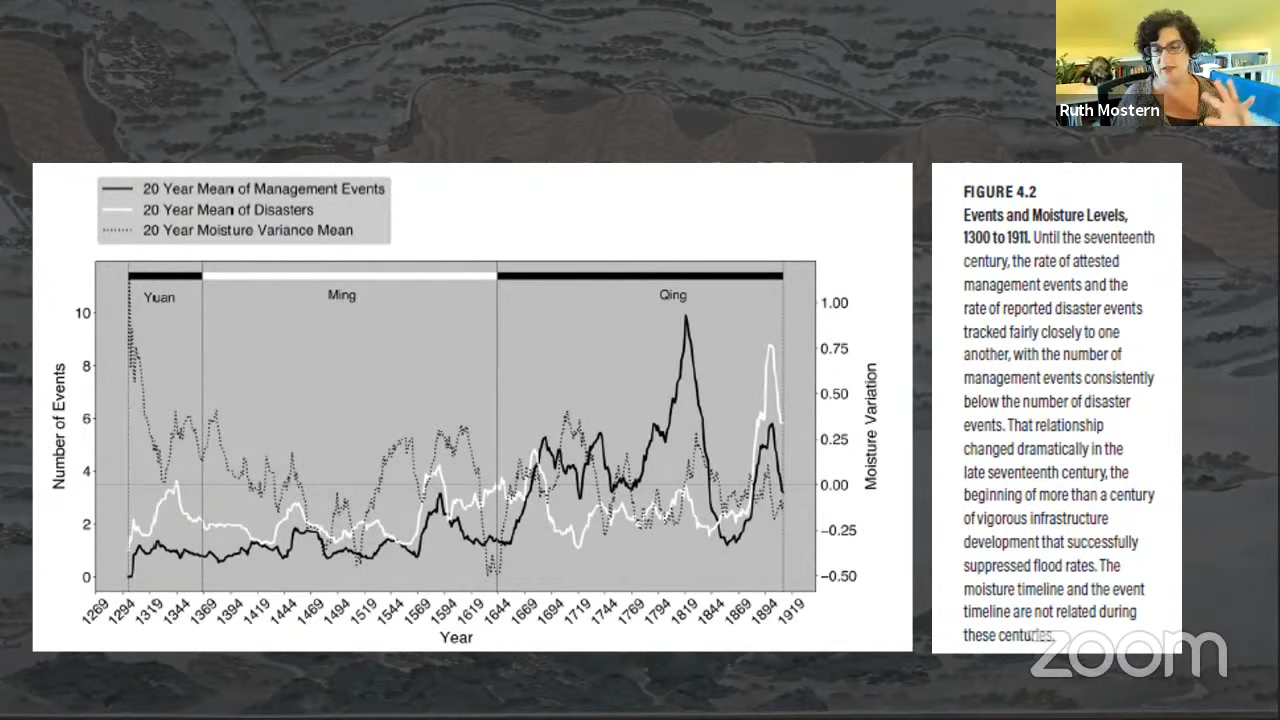 Ruth Mostern
20 Year Mean of Management Events
20 Year Mean of Disasters
20 Year Moisture Variance Mean
Yuan
Ming
Qing
Number of Events
10
8
6
4
2
0
1.00
0.75
0.50
0.25
0.00
−0.25
−0.50
Moisture Variation
1269 1294 1319 1344 1369 1394 1419 1444 1469 1494 1519 1544 1569 1594 1619 1644 1669 1694 1719 1744 1769 1794 1819 1844 1869 1894 1919
Year
FIGURE 4.2
Events and Moisture Levels,
1300 to 1911. Until the seventeenth
century, the rate of attested
management events and the
rate of reported disaster events
tracked fairly closely to one
another, with the number of
management events consistently
below the number of disaster
events. That relationship
changed dramatically in the
late seventeenth century, the
beginning of more than a century
of vigorous infrastructure
development that successfully
suppressed flood rates. The
moisture timeline and the event
timeline are not related during
these centuries.
zoom